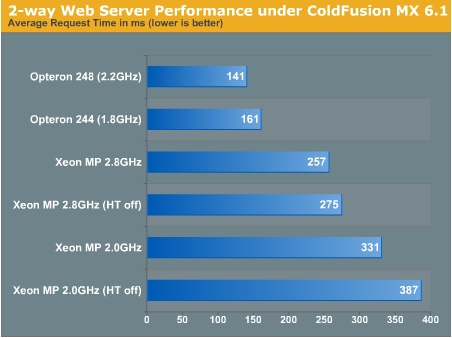 2-way Web Server Performance under ColdFusion MX 6.1
Average Request Time in ms (lower is better)
Opteron 248 (2.2GHz) 141
Opteron 244 (1.8GHz) 161
Xeon MP 2.8GHz 257
Xeon MP 2.8GHz (HT off) 275
Xeon MP 2.0GHz 331
Xeon MP 2.0GHz (HT off) 387
0 50 100 150 200 250 300 350 400